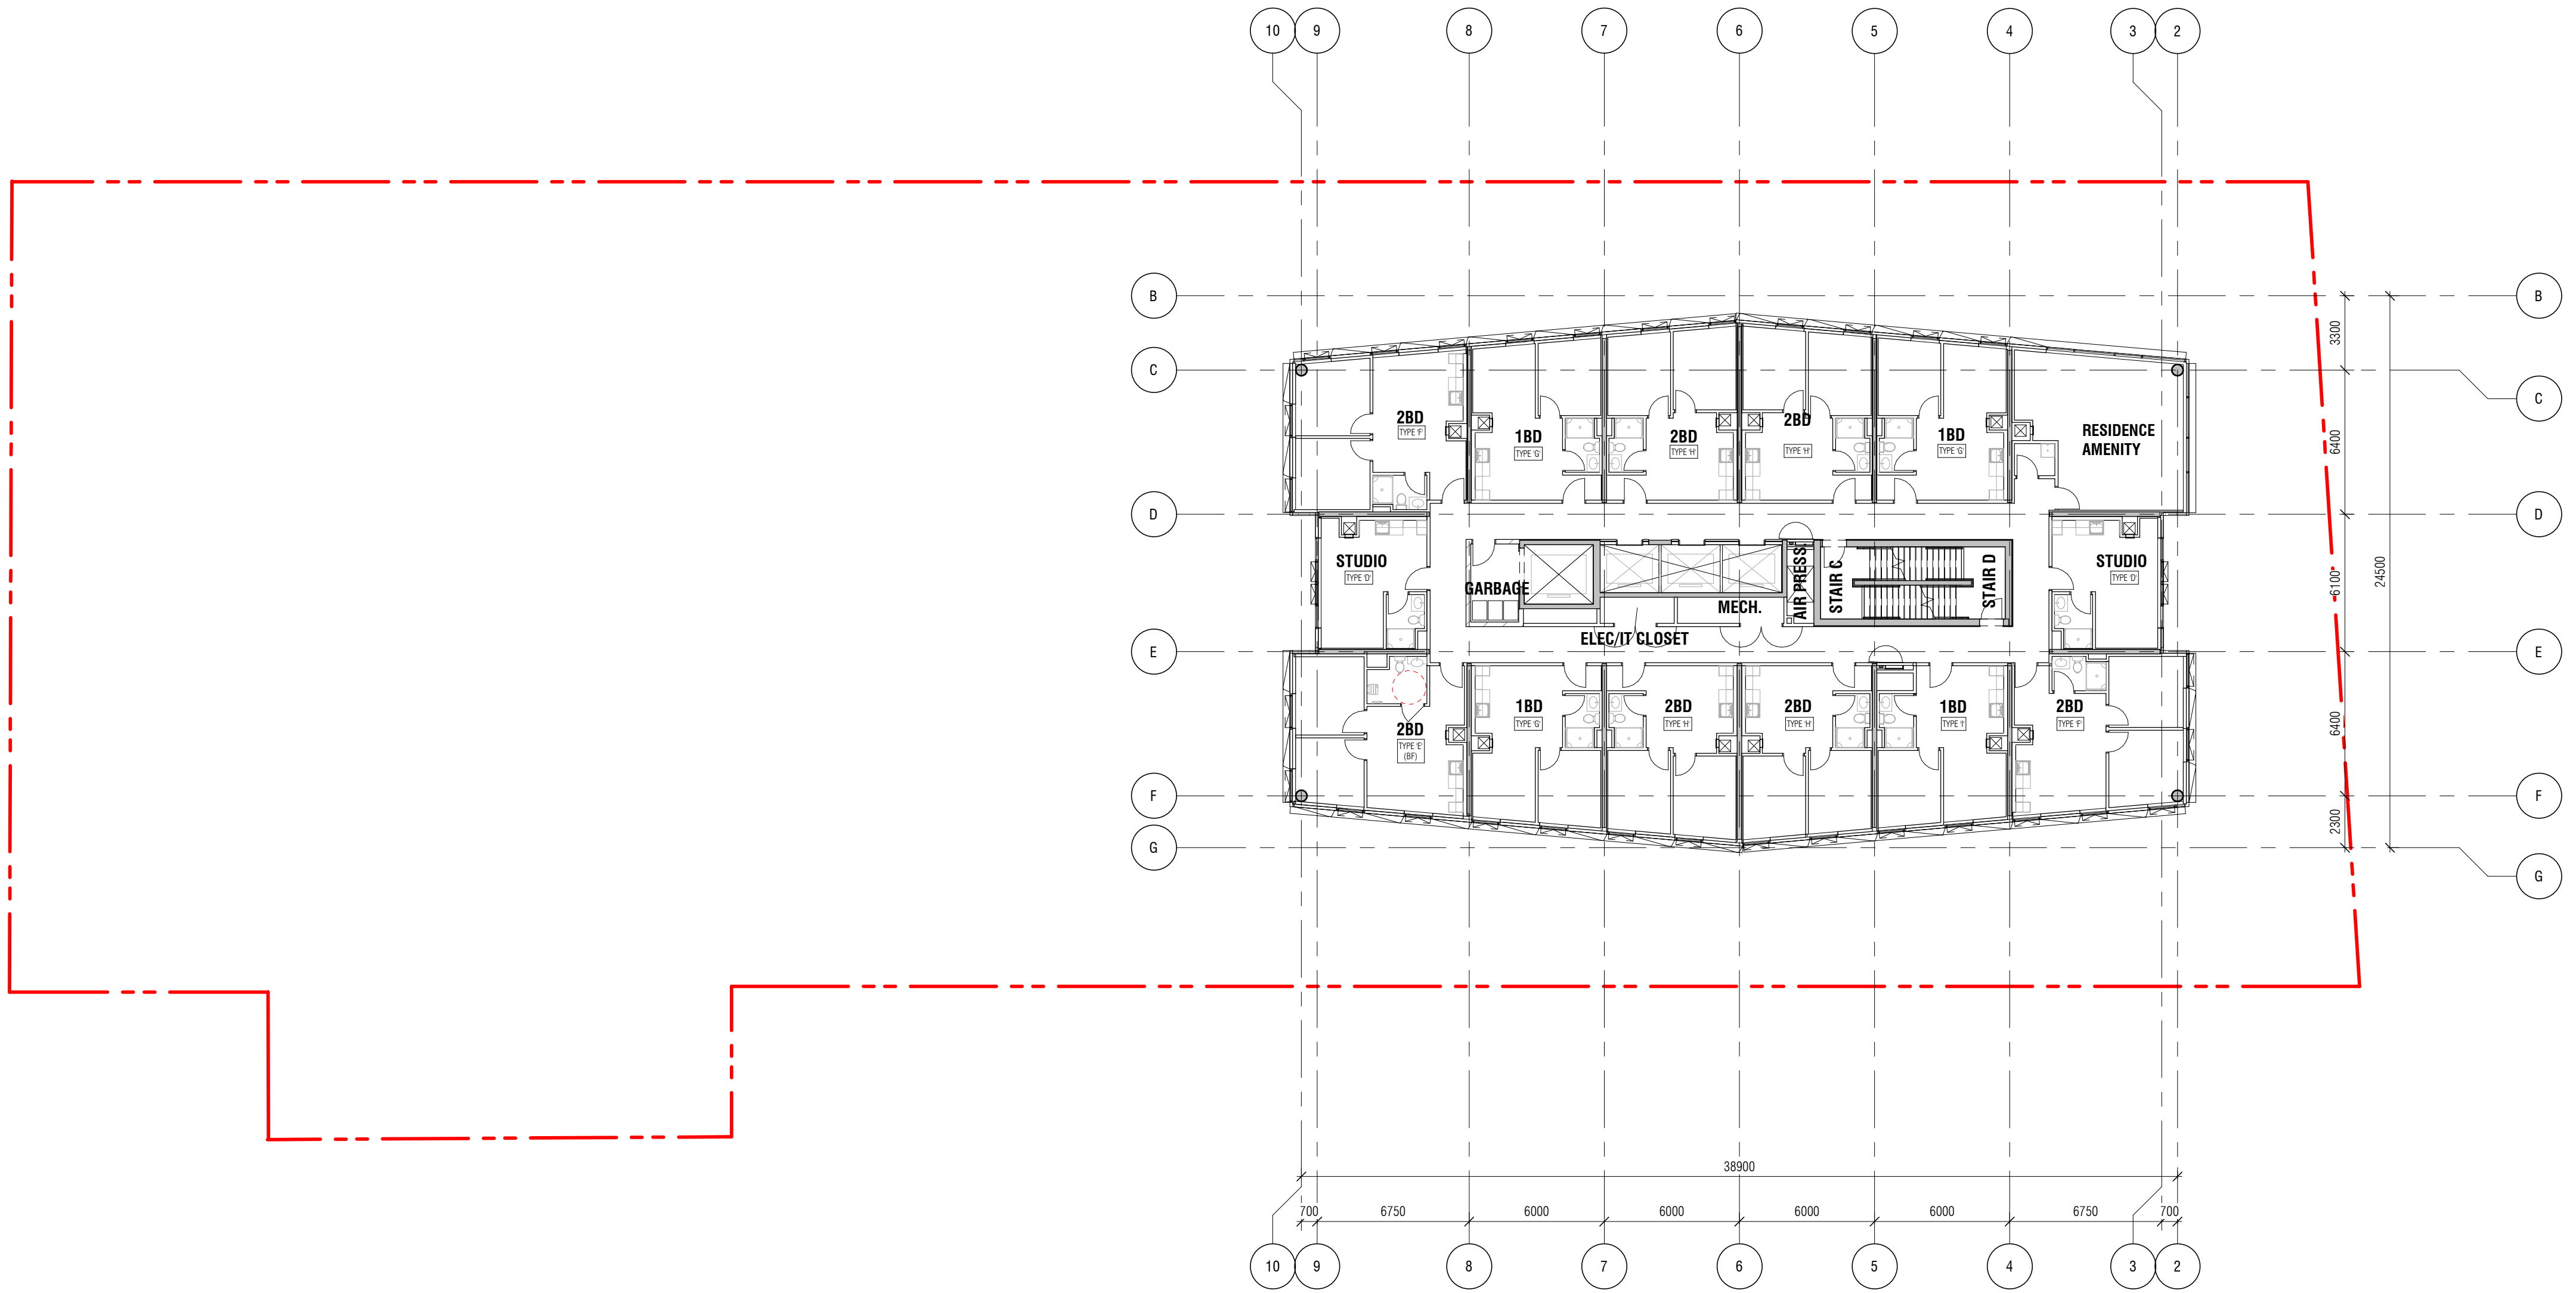 10 9 8 7 6 5 4 3 2
B B
3300
C C
2BD
TYPE 'F'
1BD
TYPE 'G'
2BD
TYPE 'H'
2BD
TYPE 'H'
1BD
TYPE 'G'
RESIDENCE
AMENITY
6400
D D
STUDIO
TYPE 'D'
GARBAGE
MECH.
ELEC/IT CLOSET
AIR PRESS.
STAIR C
STAIR D
STUDIO
TYPE 'D'
6100
24500
E E
2BD
TYPE 'E'
(BF)
1BD
TYPE 'G'
2BD
TYPE 'H'
2BD
TYPE 'H'
1BD
TYPE 'I'
2BD
TYPE 'F'
6400
F F
2300
G G
38900
700 6750 6000 6000 6000 6000 6750 700
10 9 8 7 6 5 4 3 2